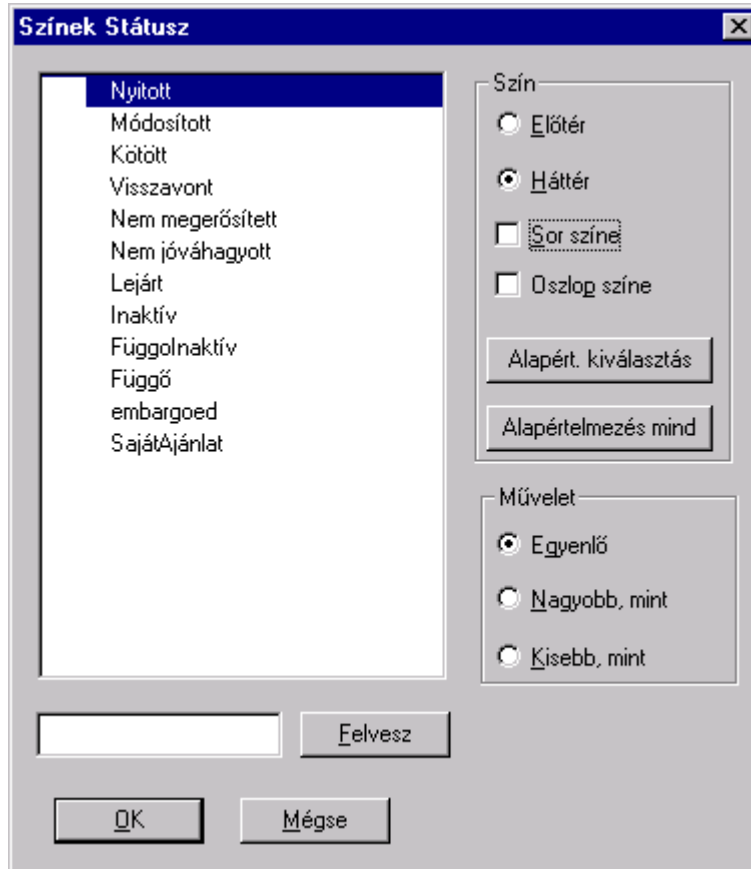 Színek Státusz
Nyitott
Módosított
Kötött
Visszavont
Nem megerősített
Nem jóváhagyott
Lejárt
Inaktív
FüggoInaktív
Függő
embargoed
SajátAjánlat
Szín
Előtér
Háttér
Sor színe
Oszlop színe
Alapért. kiválasztás
Alapértelmezés mind
Művelet
Egyenlő
Nagyobb, mint
Kisebb, mint
Felvesz
OK
Mégse